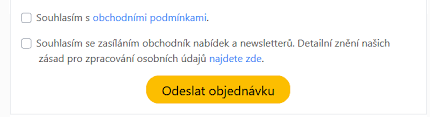 Souhlasím s obchodními podmínkami.
Souhlasím se zasíláním obchodník nabídek a newsletterů. Detailní znění našich
zásad pro zpracování osobních údajů najdete zde.
Odeslat objednávku